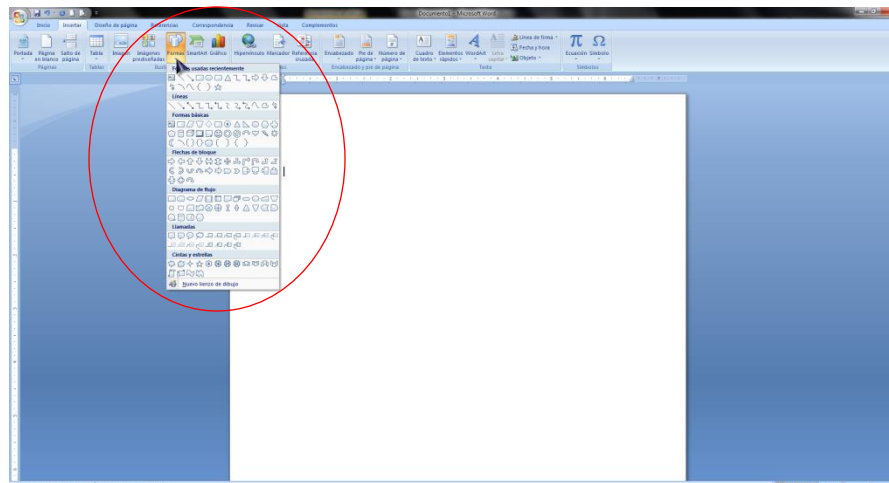 Documento1 - Microsoft Word
Inicio Insertar Diseño de página Referencias Correspondencia Revisar Vista Complementos
Portada Página en blanco Salto de página Tabla Imagen Imágenes prediseñadas Formas SmartArt Gráfico Hipervínculo Marcador Referencia cruzada Encabezado Pie de página Número de página Cuadro de texto Elementos rápidos WordArt Letra capital Línea de firma Fecha y hora Objeto Ecuación Símbolo
Páginas Tablas Encabezado y pie de página Texto Símbolos
usadas recientemente
Líneas
Formas básicas
Flechas de bloque
Diagrama de flujo
Llamadas
Cintas y estrellas
Nuevo lienzo de dibujo